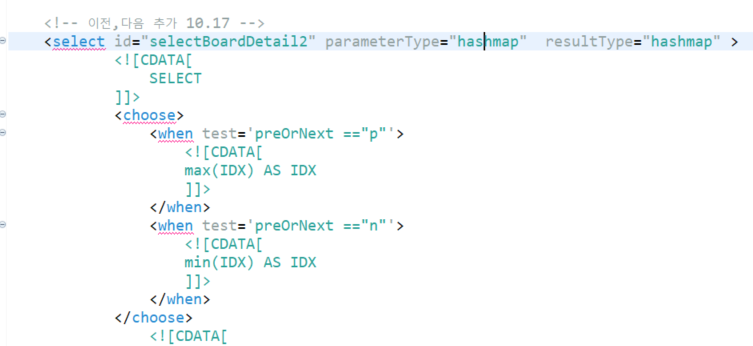 <!-- 이전,다음 추가 10.17 -->
<select id="selectBoardDetail2" parameterType="hashmap"  resultType="hashmap" >
<![CDATA[
SELECT
]]>
<choose>
<when test='preOrNext =="p"'>
<![CDATA[
max(IDX) AS IDX
]]>
</when>
<when test='preOrNext =="n"'>
<![CDATA[
min(IDX) AS IDX
]]>
</when>
</choose>
<![CDATA[